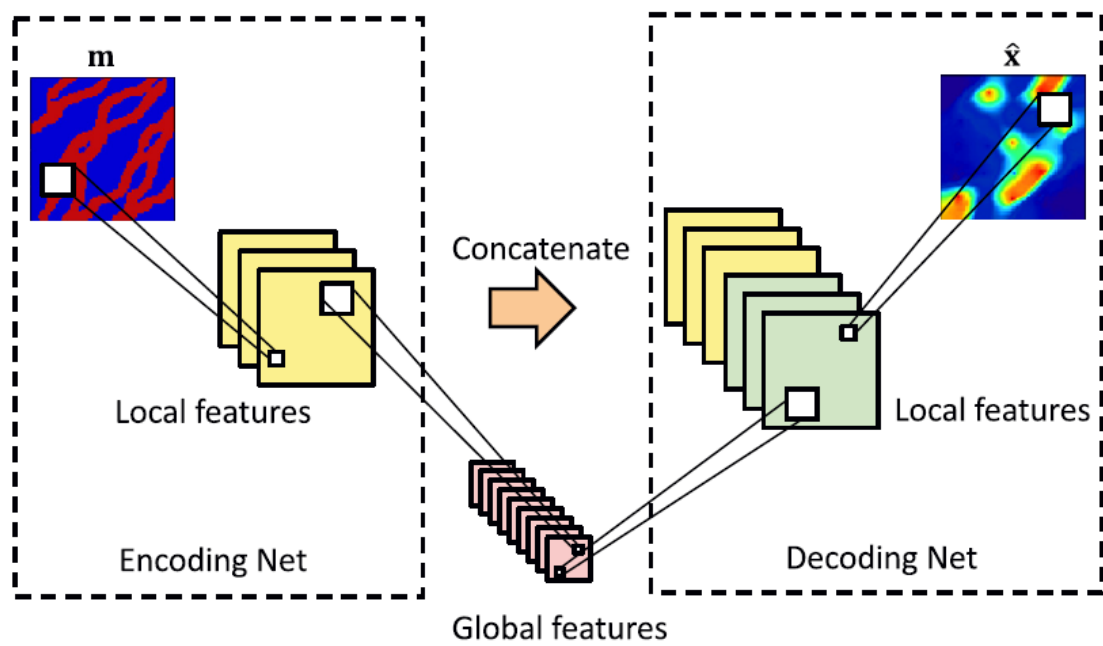 m
x̂
Concatenate
Local features
Local features
Encoding Net
Decoding Net
Global features